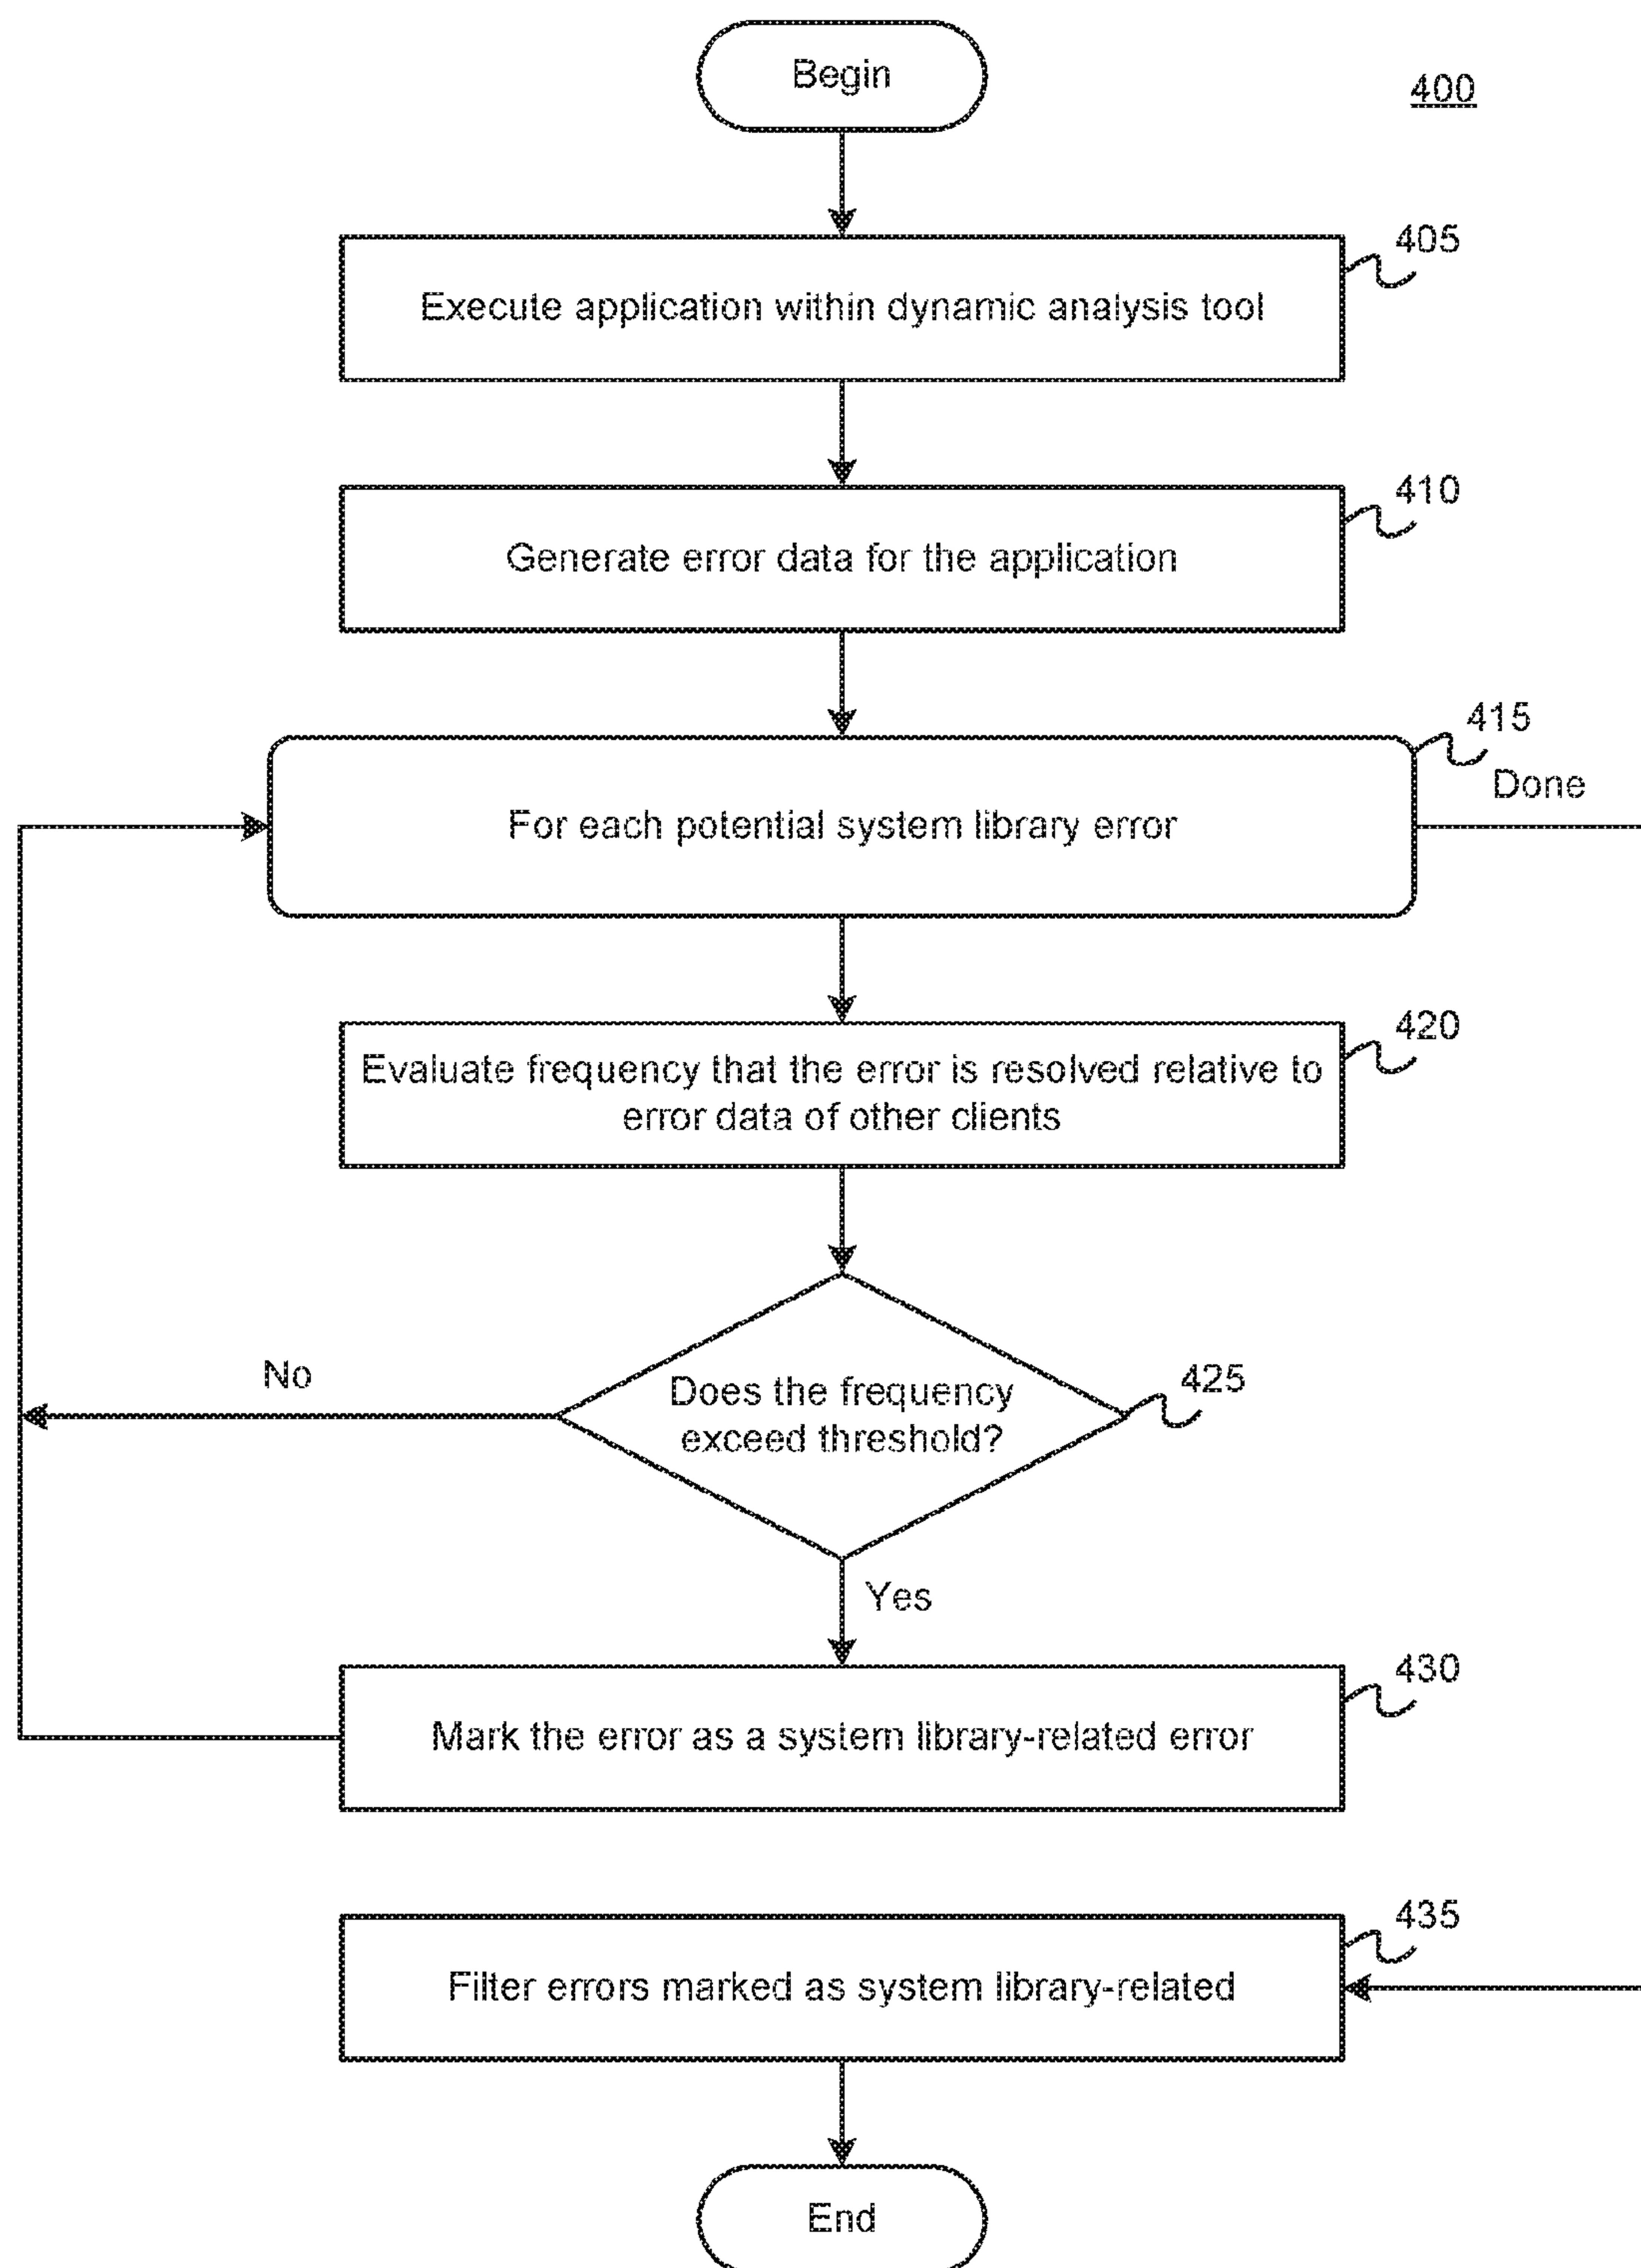 Begin
400
405
Execute application within dynamic analysis tool
410
Generate error data for the application
415
Done
For each potential system library error
420
Evaluate frequency that the error is resolved relative to
error data of other clients
No
425
Does the frequency
exceed threshold?
Yes
430
Mark the error as a system library-related error
435
Filter errors marked as system library-related
End